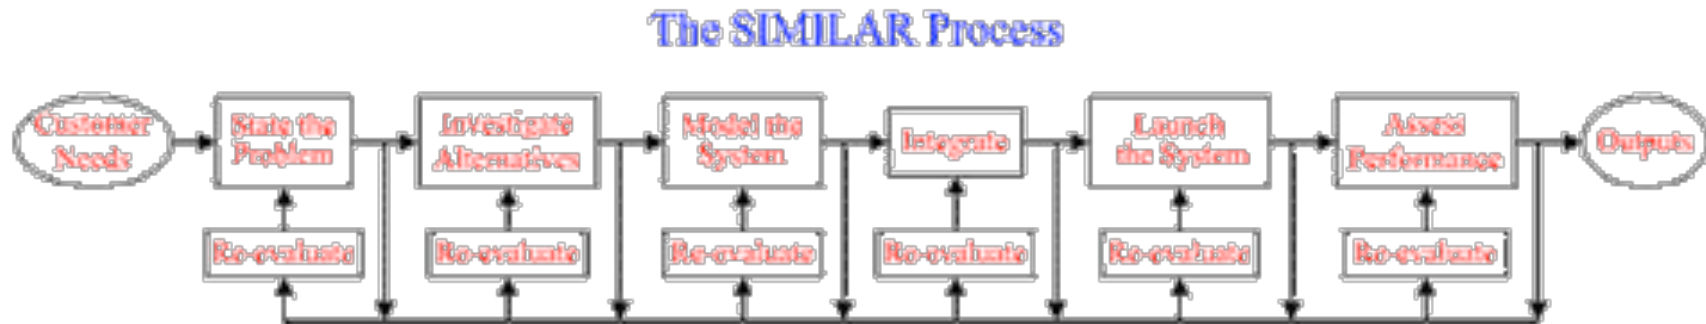 The SIMILAR Process
Customer
Needs
State the
Problem
Investigate
Alternatives
Model the
System
Integrate
Launch
the System
Assess
Performance
Outputs
Re-evaluate
Re-evaluate
Re-evaluate
Re-evaluate
Re-evaluate
Re-evaluate